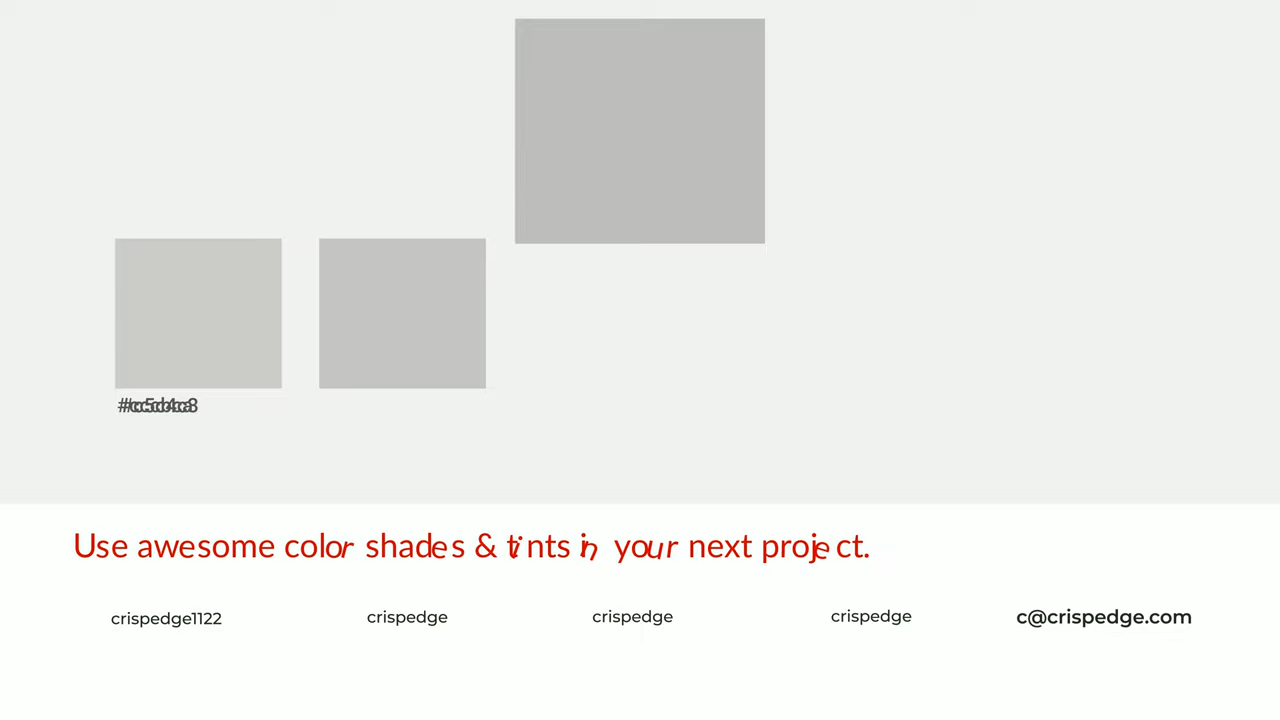 Use awesome color shades & tints in your next project.
crispedge1122 crispedge crispedge crispedge c@crispedge.com